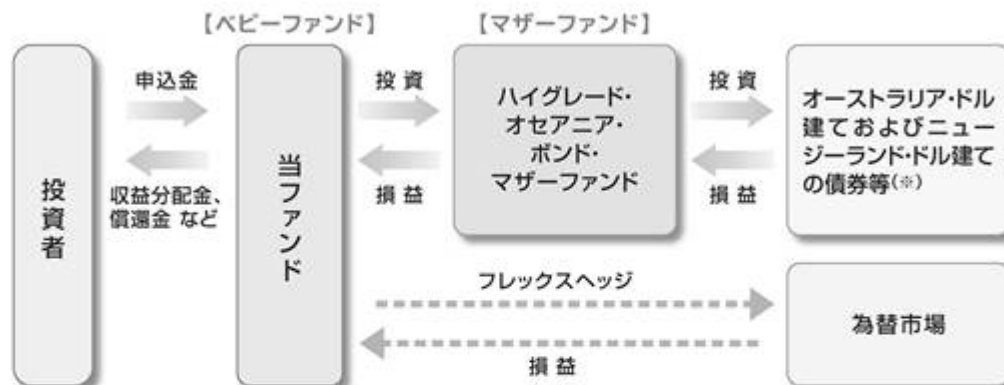 【ベビーファンド】
【マザーファンド】
投資者
申込金
収益分配金、
償還金 など
当ファンド
投 資
損 益
ハイグレード・
オセアニア・
ボンド・
マザーファンド
投 資
損 益
オーストラリア・ドル
建ておよびニュー
ジーランド・ドル建て
の債券等(※)
フレックスヘッジ
損 益
為替市場